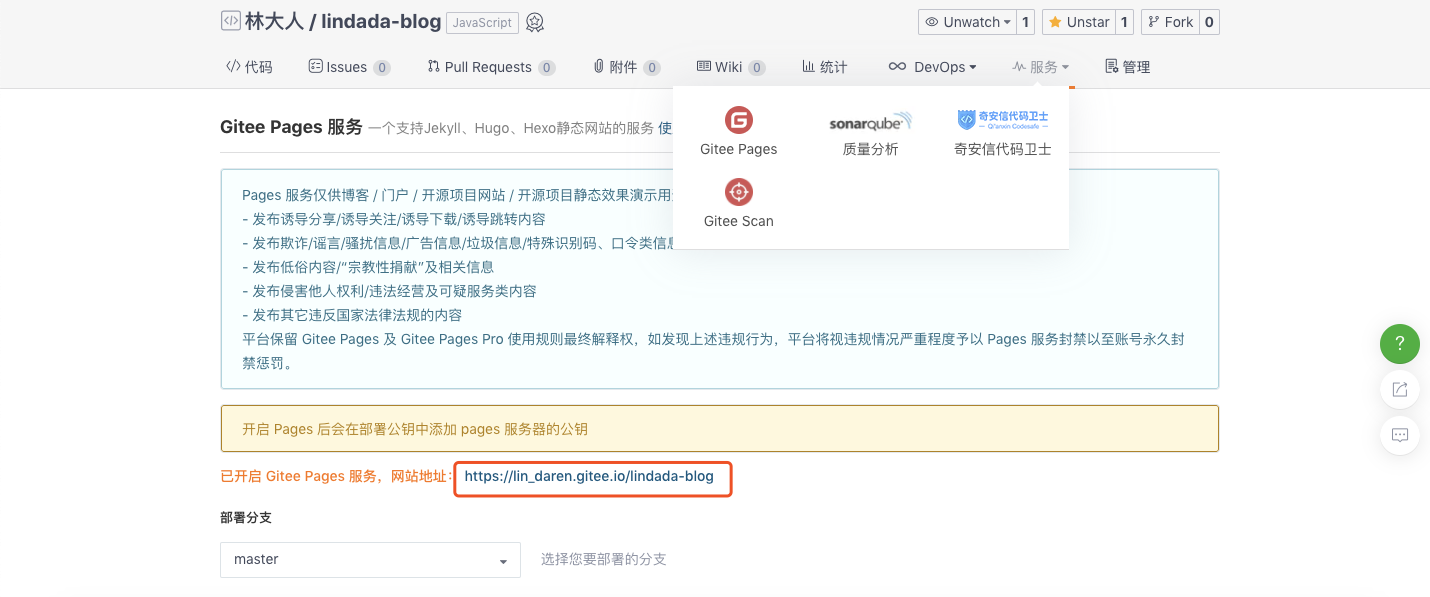 林大人 / lindada-blog JavaScript
Unwatch 1 Unstar 1 Fork 0
代码 Issues 0 Pull Requests 0 附件 0 Wiki 0 统计 DevOps 服务 管理
Gitee Pages 服务 一个支持Jekyll、Hugo、Hexo静态网站的服务 使
Gitee Pages
sonarqube
质量分析
奇安信代码卫士
Qi'anxin Codesafe
奇安信代码卫士
Gitee Scan
Pages 服务仅供博客 / 门户 / 开源项目网站 / 开源项目静态效果演示用
- 发布诱导分享/诱导关注/诱导下载/诱导跳转内容
- 发布欺诈/谣言/骚扰信息/广告信息/垃圾信息/特殊识别码、口令类信息
- 发布低俗内容/“宗教性捐献”及相关信息
- 发布侵害他人权利/违法经营及可疑服务类内容
- 发布其它违反国家法律法规的内容
平台保留 Gitee Pages 及 Gitee Pages Pro 使用规则最终解释权，如发现上述违规行为，平台将视违规情况严重程度予以 Pages 服务封禁以至账号永久封
禁惩罚。
开启 Pages 后会在部署公钥中添加 pages 服务器的公钥
已开启 Gitee Pages 服务，网站地址： https://lin_daren.gitee.io/lindada-blog
部署分支
master 选择您要部署的分支
?